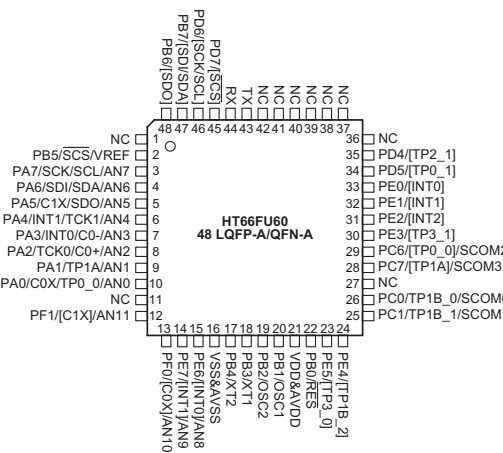 PB6/[SDO]
PB7/[SDI/SDA]
PD6/[SCK/SCL]
PD7/[SCS]
RX
TX
NC
NC
NC
NC
NC
NC
48 47 46 45 44 43 42 41 40 39 38 37
NC 1
PB5/SCS/VREF 2
PA7/SCK/SCL/AN7 3
PA6/SDI/SDA/AN6 4
PA5/C1X/SDO/AN5 5
PA4/INT1/TCK1/AN4 6
PA3/INT0/C0-/AN3 7
PA2/TCK0/C0+/AN2 8
PA1/TP1A/AN1 9
PA0/C0X/TP0_0/AN0 10
NC 11
PF1/[C1X]/AN11 12
HT66FU60
48 LQFP-A/QFN-A
36 NC
35 PD4/[TP2_1]
34 PD5/[TP0_1]
33 PE0/[INT0]
32 PE1/[INT1]
31 PE2/[INT2]
30 PE3/[TP3_1]
29 PC6/[TP0_0]/SCOM2
28 PC7/[TP1A]/SCOM3
27 NC
26 PC0/TP1B_0/SCOM0
25 PC1/TP1B_1/SCOM1
13 14 15 16 17 18 19 20 21 22 23 24
PF0/[C0X]/AN10
PE7/[INT1]/AN9
PE6/[INT0]/AN8
VSS&AVSS
PB4/XT2
PB3/XT1
PB2/OSC2
PB1/OSC1
VDD&AVDD
PB0/RES
PE5/[TP3_0]
PE4/[TP1B_2]